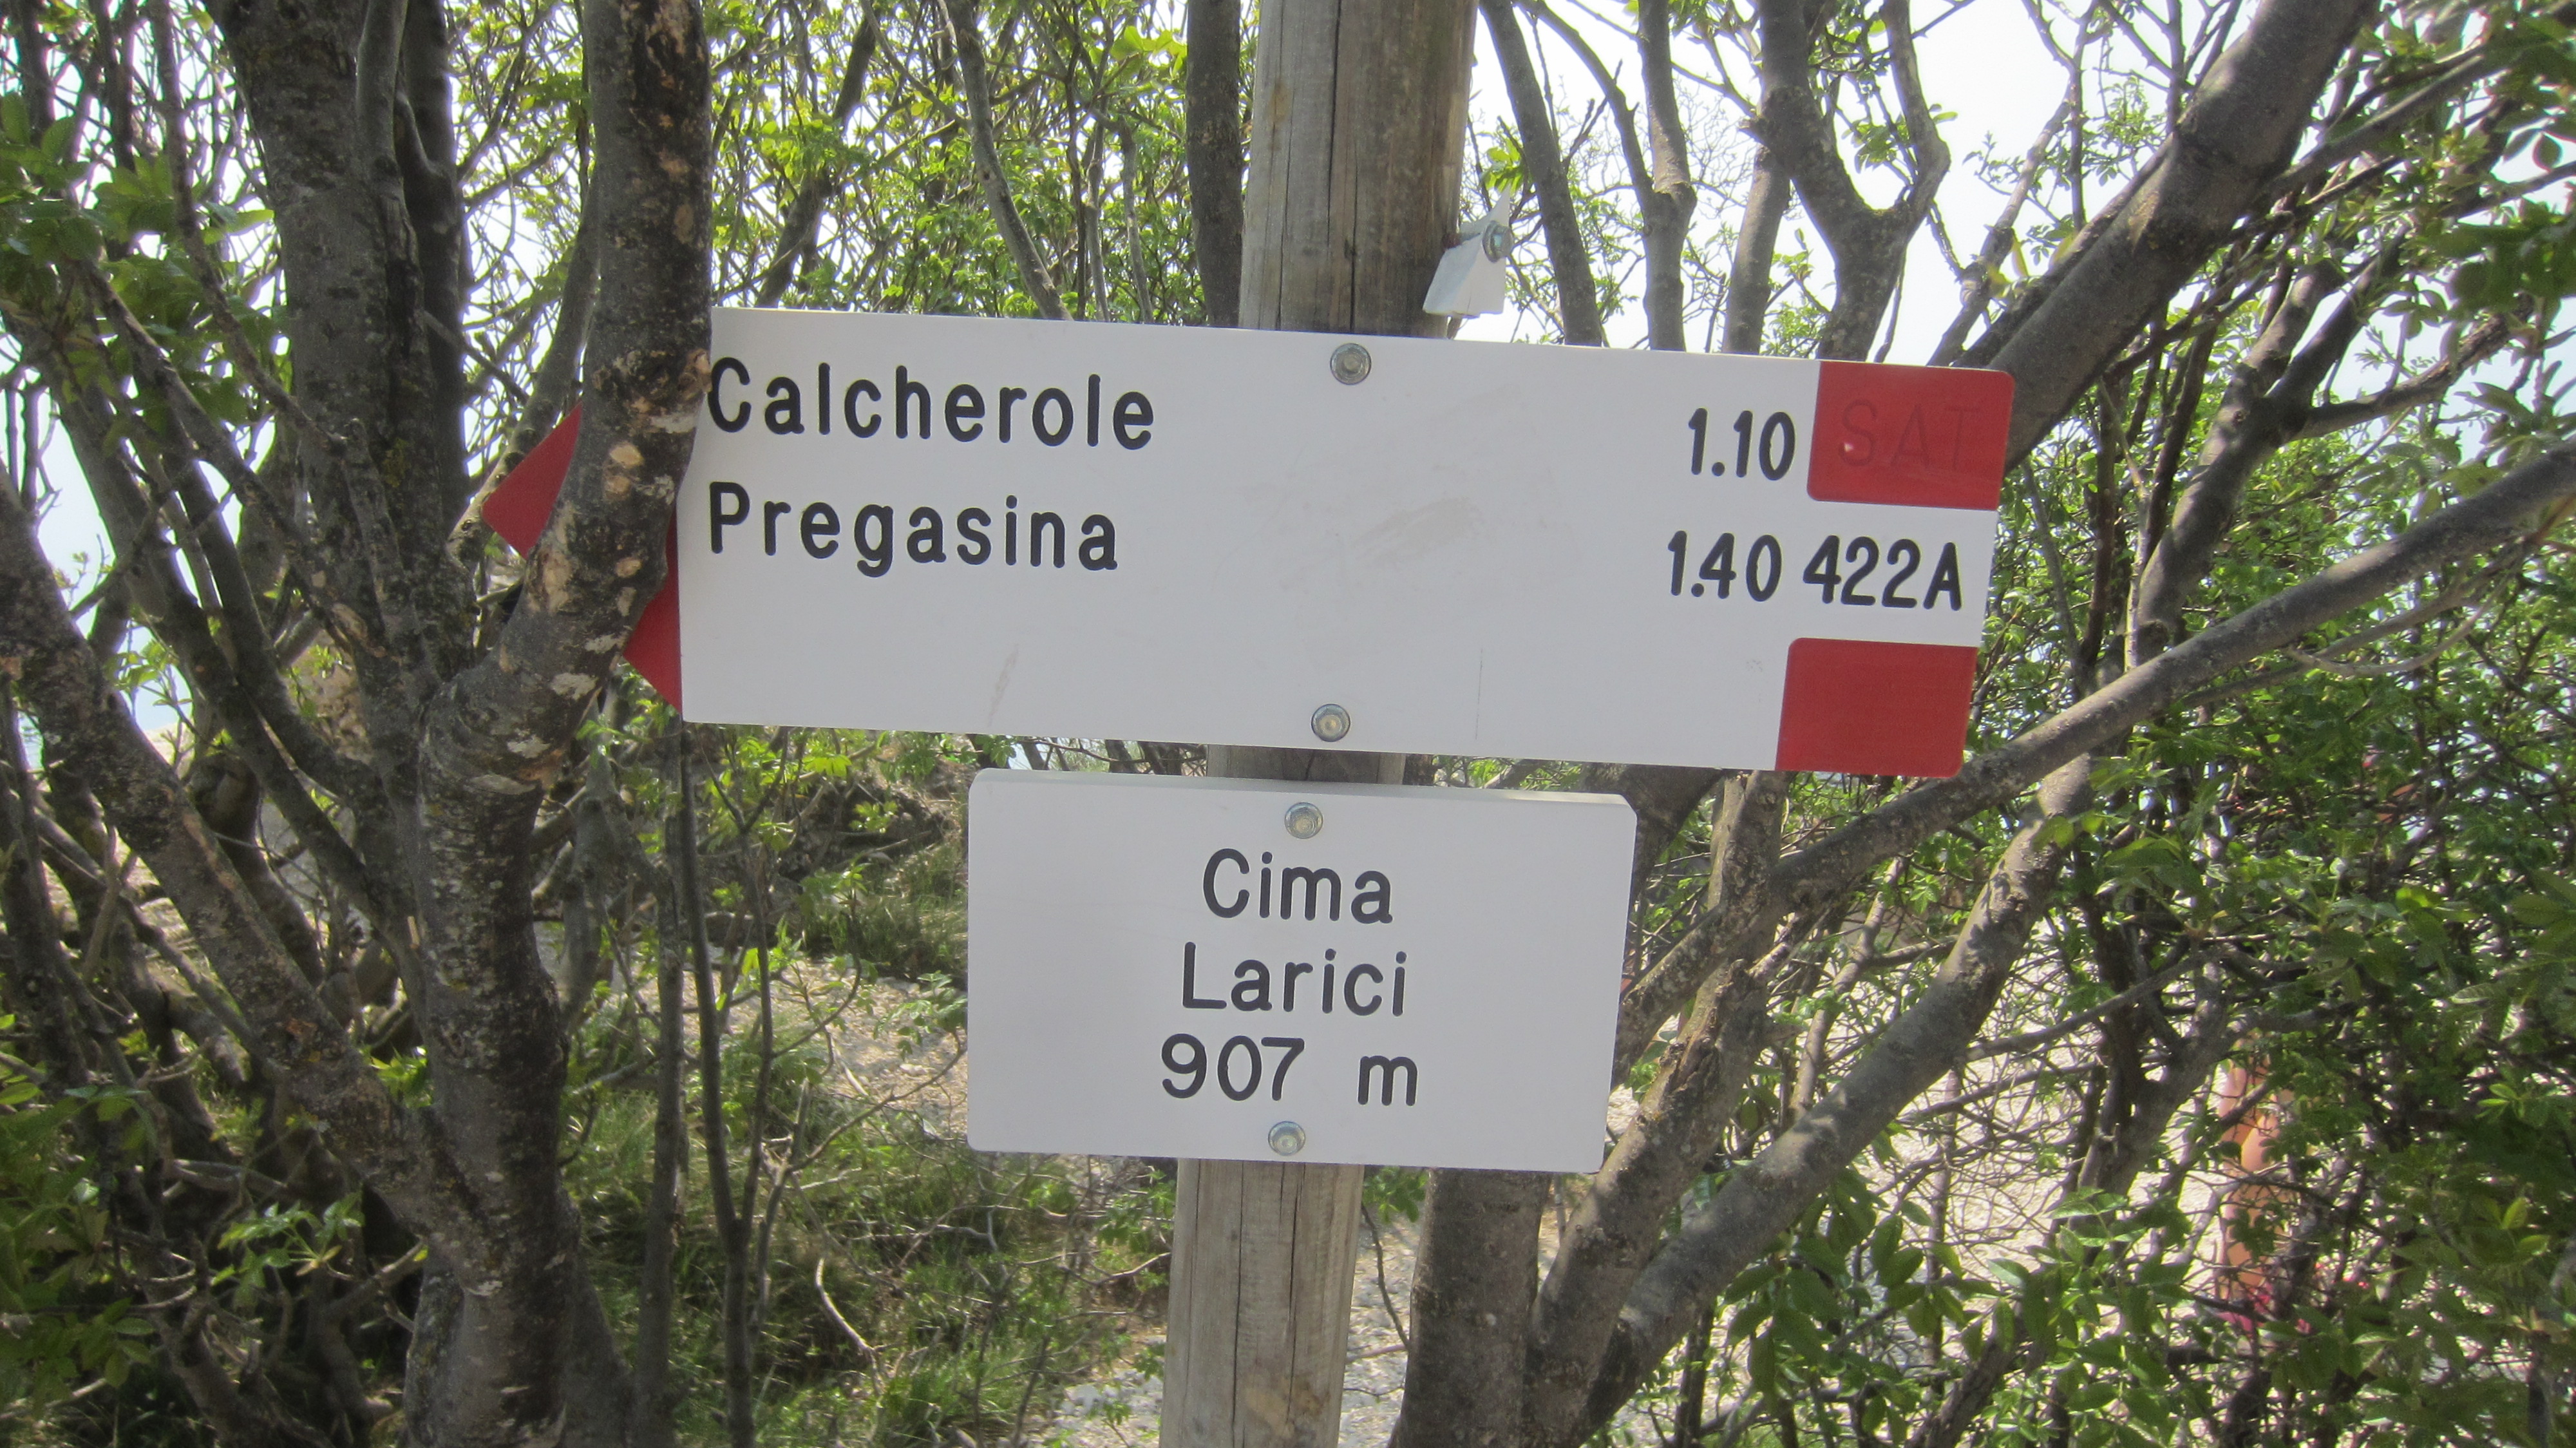 Calcherole 1.10 SAT
Pregasina 1.40 422A
Cima
Larici
907 m